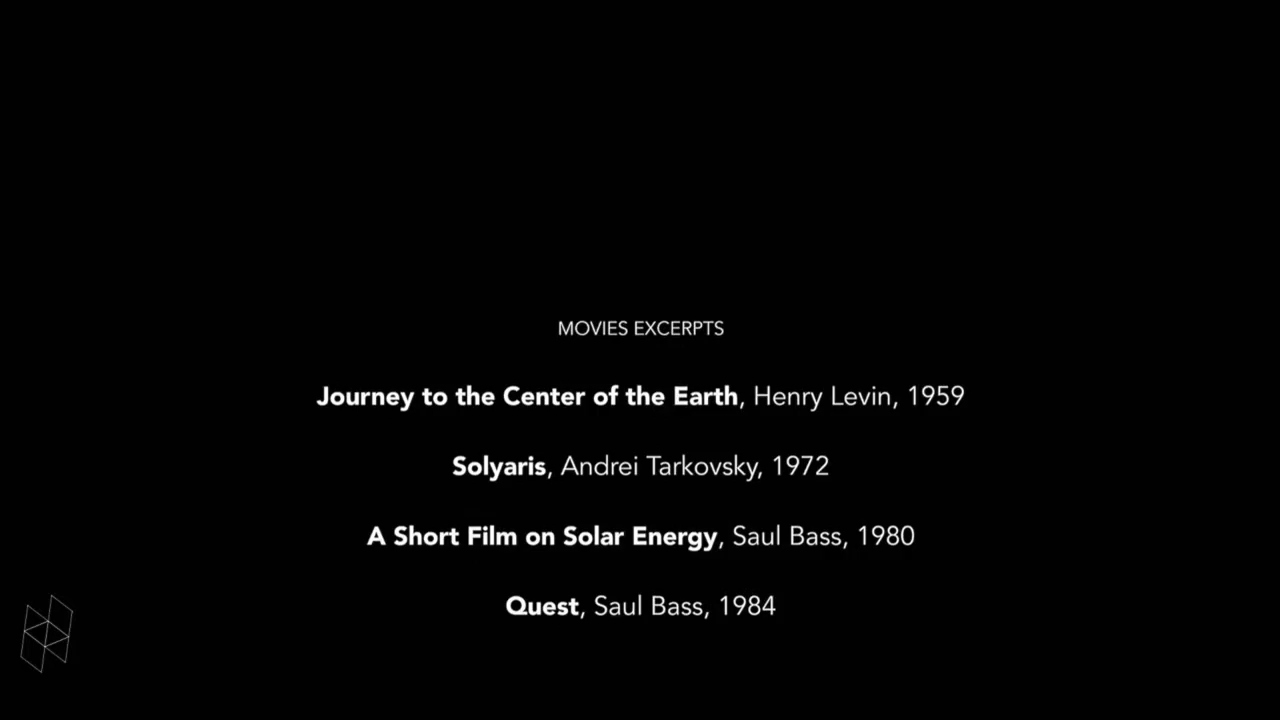 MOVIES EXCERPTS
Journey to the Center of the Earth, Henry Levin, 1959
Solyaris, Andrei Tarkovsky, 1972
A Short Film on Solar Energy, Saul Bass, 1980
Quest, Saul Bass, 1984